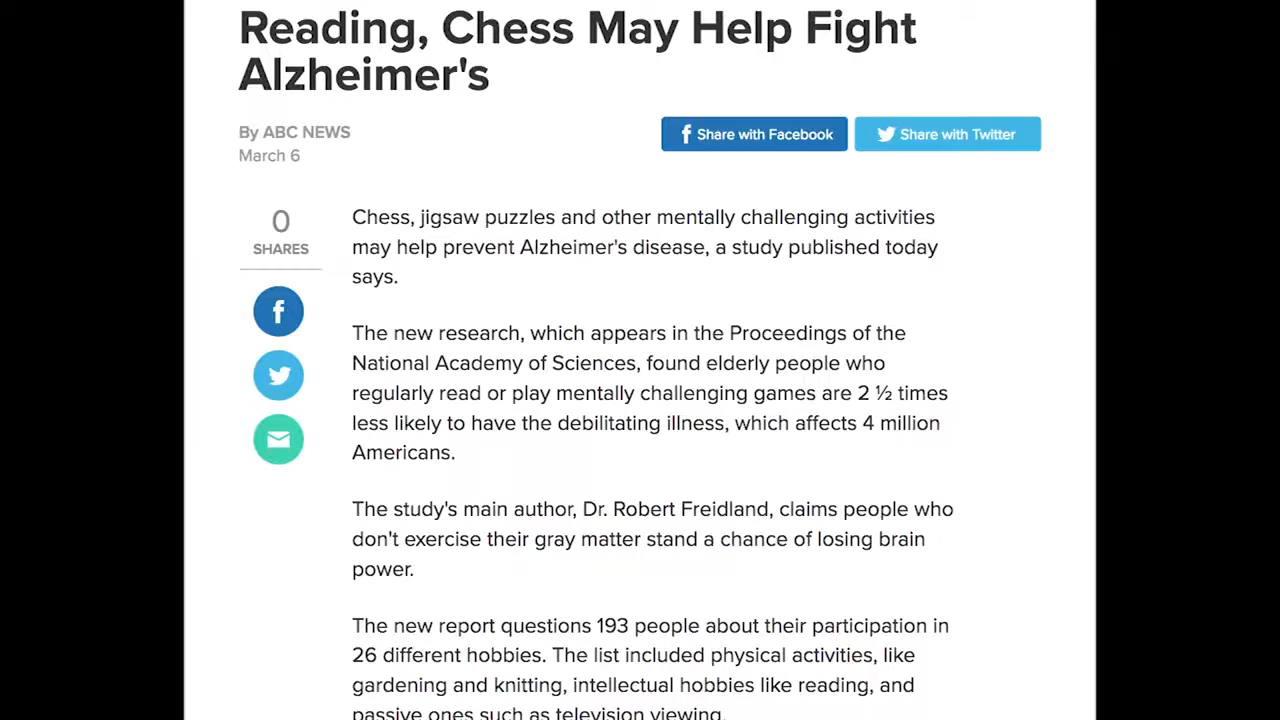 Reading, Chess May Help Fight
Alzheimer's
By ABC NEWS
March 6
f Share with Facebook
Share with Twitter
0
SHARES
f
Chess, jigsaw puzzles and other mentally challenging activities
may help prevent Alzheimer's disease, a study published today
says.
The new research, which appears in the Proceedings of the
National Academy of Sciences, found elderly people who
regularly read or play mentally challenging games are 2 ½ times
less likely to have the debilitating illness, which affects 4 million
Americans.
The study's main author, Dr. Robert Freidland, claims people who
don't exercise their gray matter stand a chance of losing brain
power.
The new report questions 193 people about their participation in
26 different hobbies. The list included physical activities, like
gardening and knitting, intellectual hobbies like reading, and
passive ones such as television viewing.